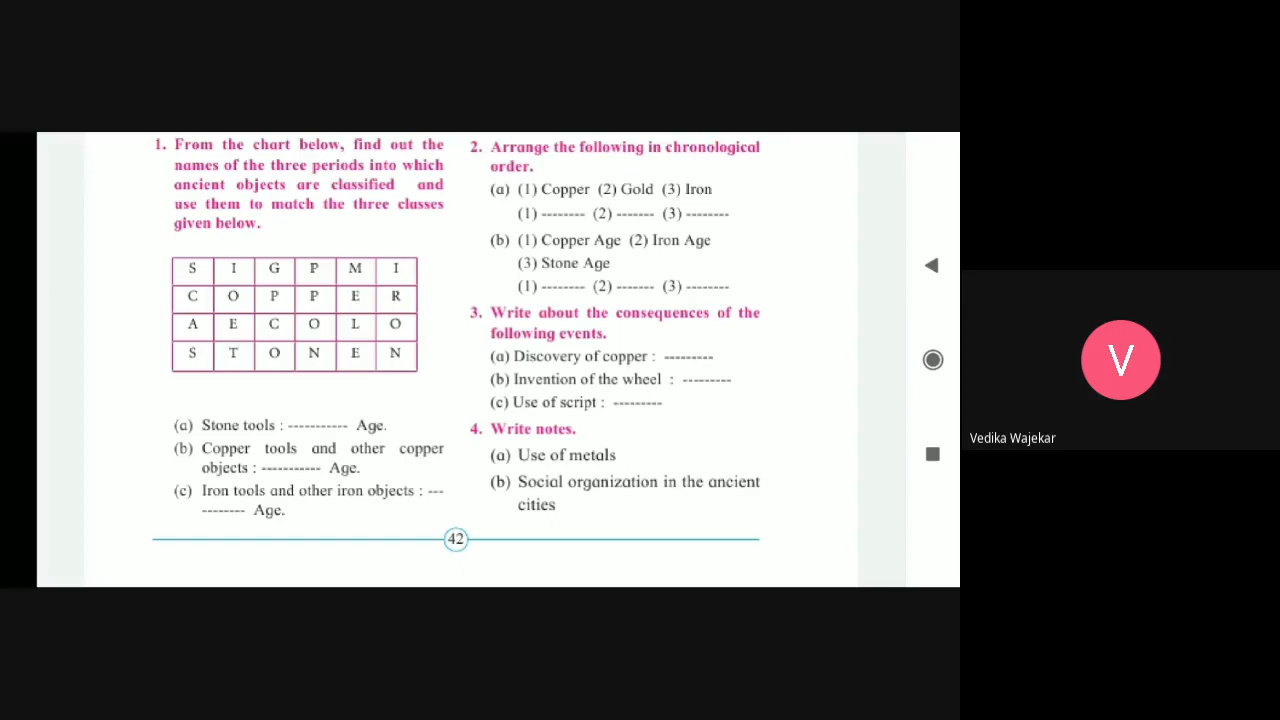 1. From the chart below, find out the
names of the three periods into which
ancient objects are classified and
use them to match the three classes
given below.
S I G P M I
C O P P E R
A E C O L O
S T O N E N
(a) Stone tools : ----------- Age.
(b) Copper tools and other copper
objects : ----------- Age.
(c) Iron tools and other iron objects : ---
-------- Age.
2. Arrange the following in chronological
order.
(a) (1) Copper (2) Gold (3) Iron
(1) -------- (2) ------- (3) --------
(b) (1) Copper Age (2) Iron Age
(3) Stone Age
(1) -------- (2) ------- (3) --------
3. Write about the consequences of the
following events.
(a) Discovery of copper : ---------
(b) Invention of the wheel : ---------
(c) Use of script : ---------
4. Write notes.
(a) Use of metals
(b) Social organization in the ancient
cities
42
V
Vedika Wajekar